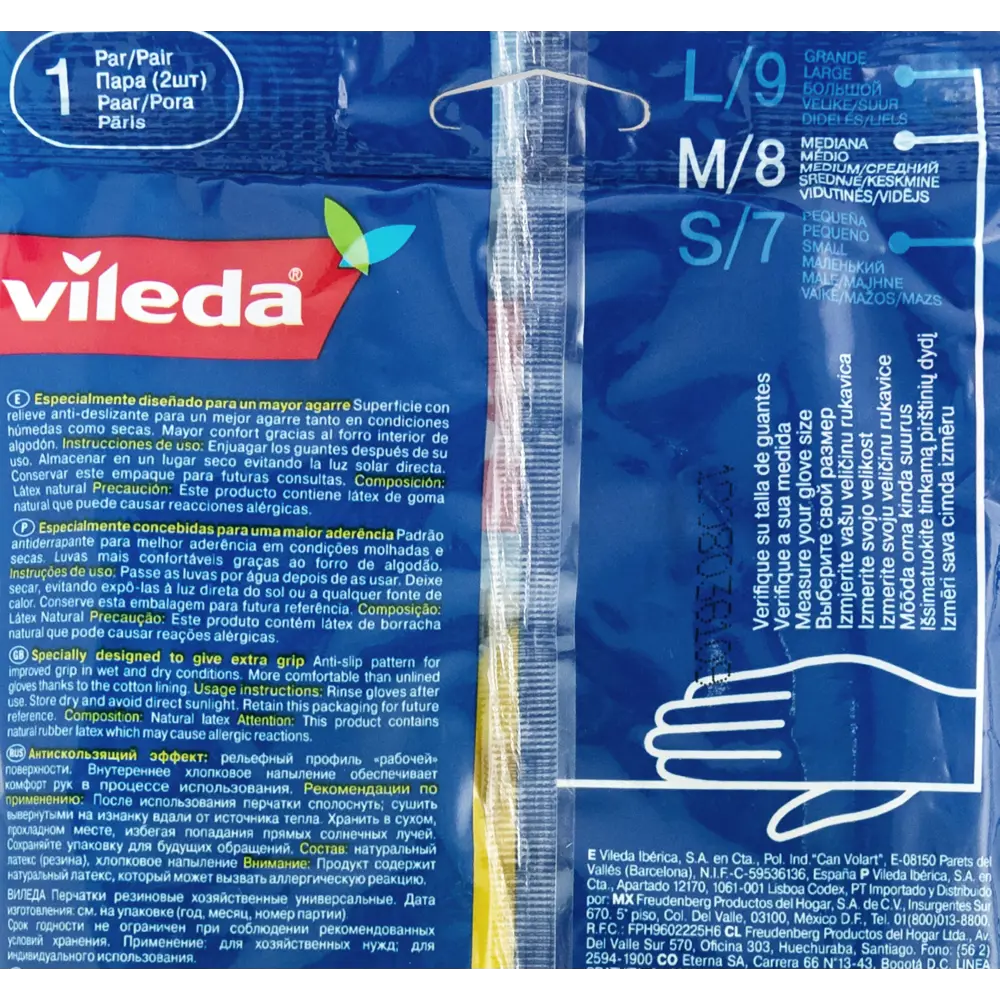 1
Par/Pair
Пара (2шт)
Paar/Pora
Pāris
L/9
GRANDE
LARGE
БОЛЬШОЙ
VELIKE/SUUR
DIDELĖS/LIELS
M/8
MEDIANA
MÉDIO
MEDIUM/СРЕДНИЙ
SREDNJE/KESKMINE
VIDUTINĖS/VIDĒJS
S/7
PEQUEÑA
PEQUENO
SMALL
МАЛЕНЬКИЙ
MALE/MAJHNE
VÄIKE/MAŽOS/MAZS
vileda®
E Especialmente diseñado para un mayor agarre Superficie con
relieve anti-deslizante para un mejor agarre tanto en condiciones
húmedas como secas. Mayor confort gracias al forro interior de
algodón. Instrucciones de uso: Enjuagar los guantes después de su
uso. Almacenar en un lugar seco evitando la luz solar directa.
Conservar este empaque para futuras consultas. Composición:
Látex natural Precaución: Este producto contiene látex de goma
natural que puede causar reacciones alérgicas.
P Especialmente concebidas para uma maior aderência Padrão
antiderrapante para melhor aderência em condições molhadas e
secas. Luvas mais confortáveis graças ao forro de algodão.
Instruções de uso: Passe as luvas por água depois de as usar. Deixe
secar, evitando expô-las à luz direta do sol ou a qualquer fonte de
calor. Conserve esta embalagem para futura referência. Composição:
Látex Natural Precaução: Este produto contém látex de borracha
natural que pode causar reações alérgicas.
GB Specially designed to give extra grip Anti-slip pattern for
improved grip in wet and dry conditions. More comfortable than unlined
gloves thanks to the cotton lining. Usage instructions: Rinse gloves after
use. Store dry and avoid direct sunlight. Retain this packaging for future
reference. Composition: Natural latex Attention: This product contains
natural rubber latex which may cause allergic reactions.
RUS Антискользящий эффект: рельефный профиль «рабочей»
поверхности. Внутреннее хлопковое напыление обеспечивает
комфорт рук в процессе использования. Рекомендации по
применению: После использования перчатки сполоснуть; сушить
вывернутыми на изнанку вдали от источника тепла. Хранить в сухом,
прохладном месте, избегая попадания прямых солнечных лучей.
Сохраняйте упаковку для будущих обращений. Состав: натуральный
латекс (резина), хлопковое напыление Внимание: Продукт содержит
натуральный латекс, который может вызвать аллергическую реакцию.
ВИЛЕДА Перчатки резиновые хозяйственные универсальные. Дата
изготовления: см. на упаковке (год, месяц, номер партии).
Срок годности не ограничен при соблюдении рекомендованных
условий хранения. Применение: для хозяйственных нужд; для
индивидуального использования.
Verifique su talla de guantes
Verifique a sua medida
Measure your glove size
Выберите свой размер
Izmjerite vašu veličinu rukavica
Izmerite svojo velikost
Izmerite svoju veličinu rukavice
Mõõda oma kinda suurus
Išsimatuokite tinkamą pirštinių dydį
Izmēri sava cimda izmēru
E Vileda Ibérica, S.A. en Cta., Pol. Ind."Can Volart", E-08150 Parets del
Vallés (Barcelona), N.I.F.-C-59536136, España P Vileda Ibérica, S.A. en
Cta., Apartado 12170, 1061-001 Lisboa Codex, PT Importado y Distribuido
por: MX Freudenberg Productos del Hogar, S.A. de C.V., Insurgentes Sur
670. 5° piso, Col. Del Valle, 03100, México D.F., Tel. 01(800)013-8800,
R.F.C.: FPH9602225H6 CL Freudenberg Productos del Hogar Ltda., Av.
Del Valle Sur 570, Oficina 303, Huechuraba, Santiago. Fono: (56 2)
2594-1900 CO Eterna SA, Carrera 66 N°13-43, Bogotá D.C. LINEA